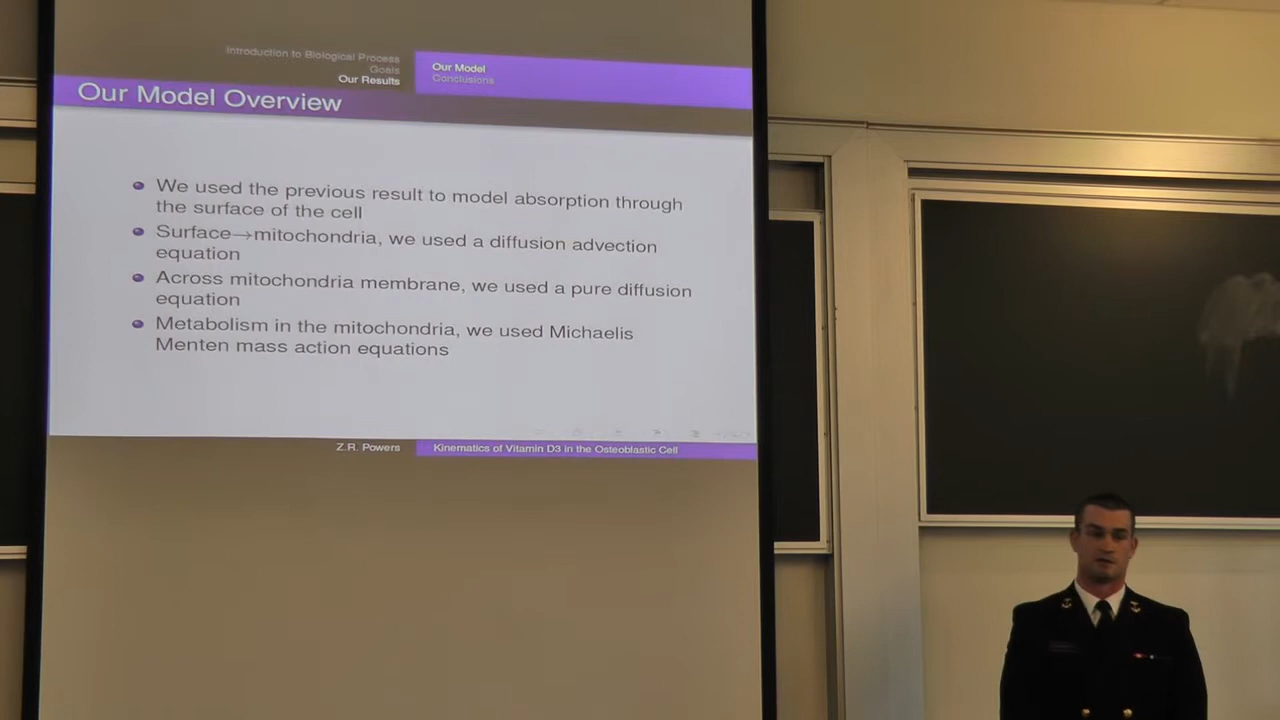 Introduction to Biological Process
Goals
Our Results
Our Model
Conclusions
Our Model Overview
We used the previous result to model absorption through
the surface of the cell
Surface→mitochondria, we used a diffusion advection
equation
Across mitochondria membrane, we used a pure diffusion
equation
Metabolism in the mitochondria, we used Michaelis
Menten mass action equations
Z.R. Powers
Kinematics of Vitamin D3 in the Osteoblastic Cell